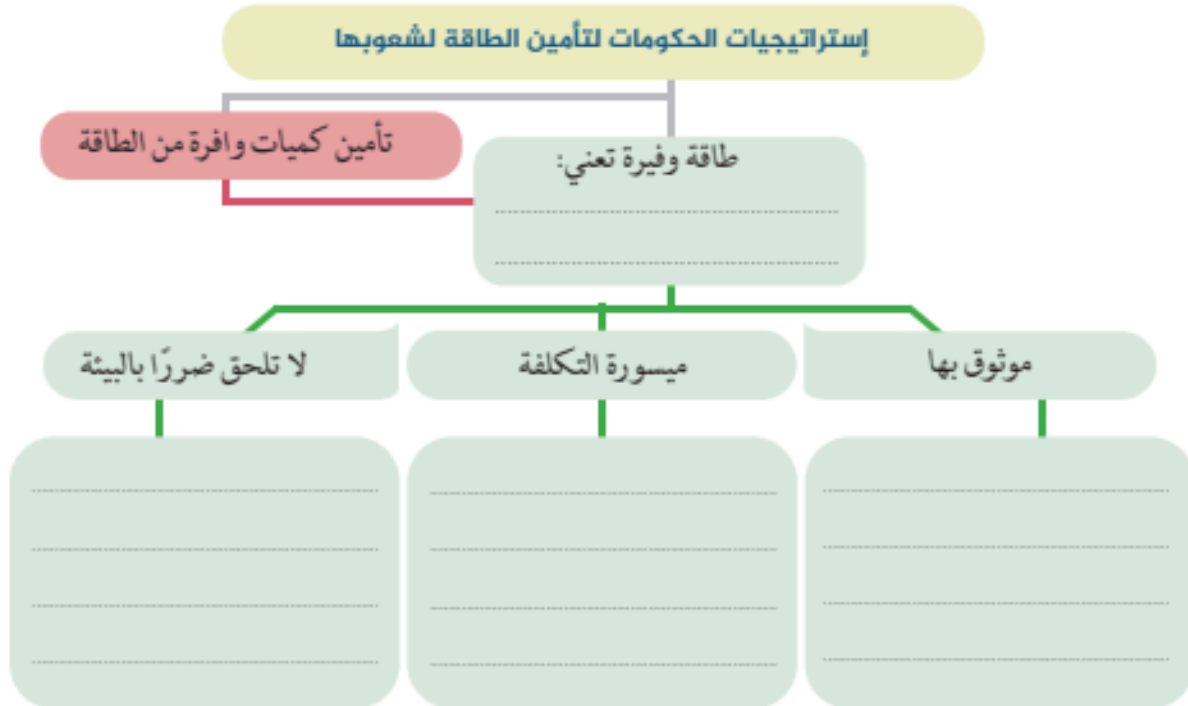 إستراتيجيات الحكومات لتأمين الطاقة لشعوبها
تأمين كميات وافرة من الطاقة
طاقة وفيرة تعني:
موثوق بها
ميسورة التكلفة
لا تلحق ضررًا بالبيئة